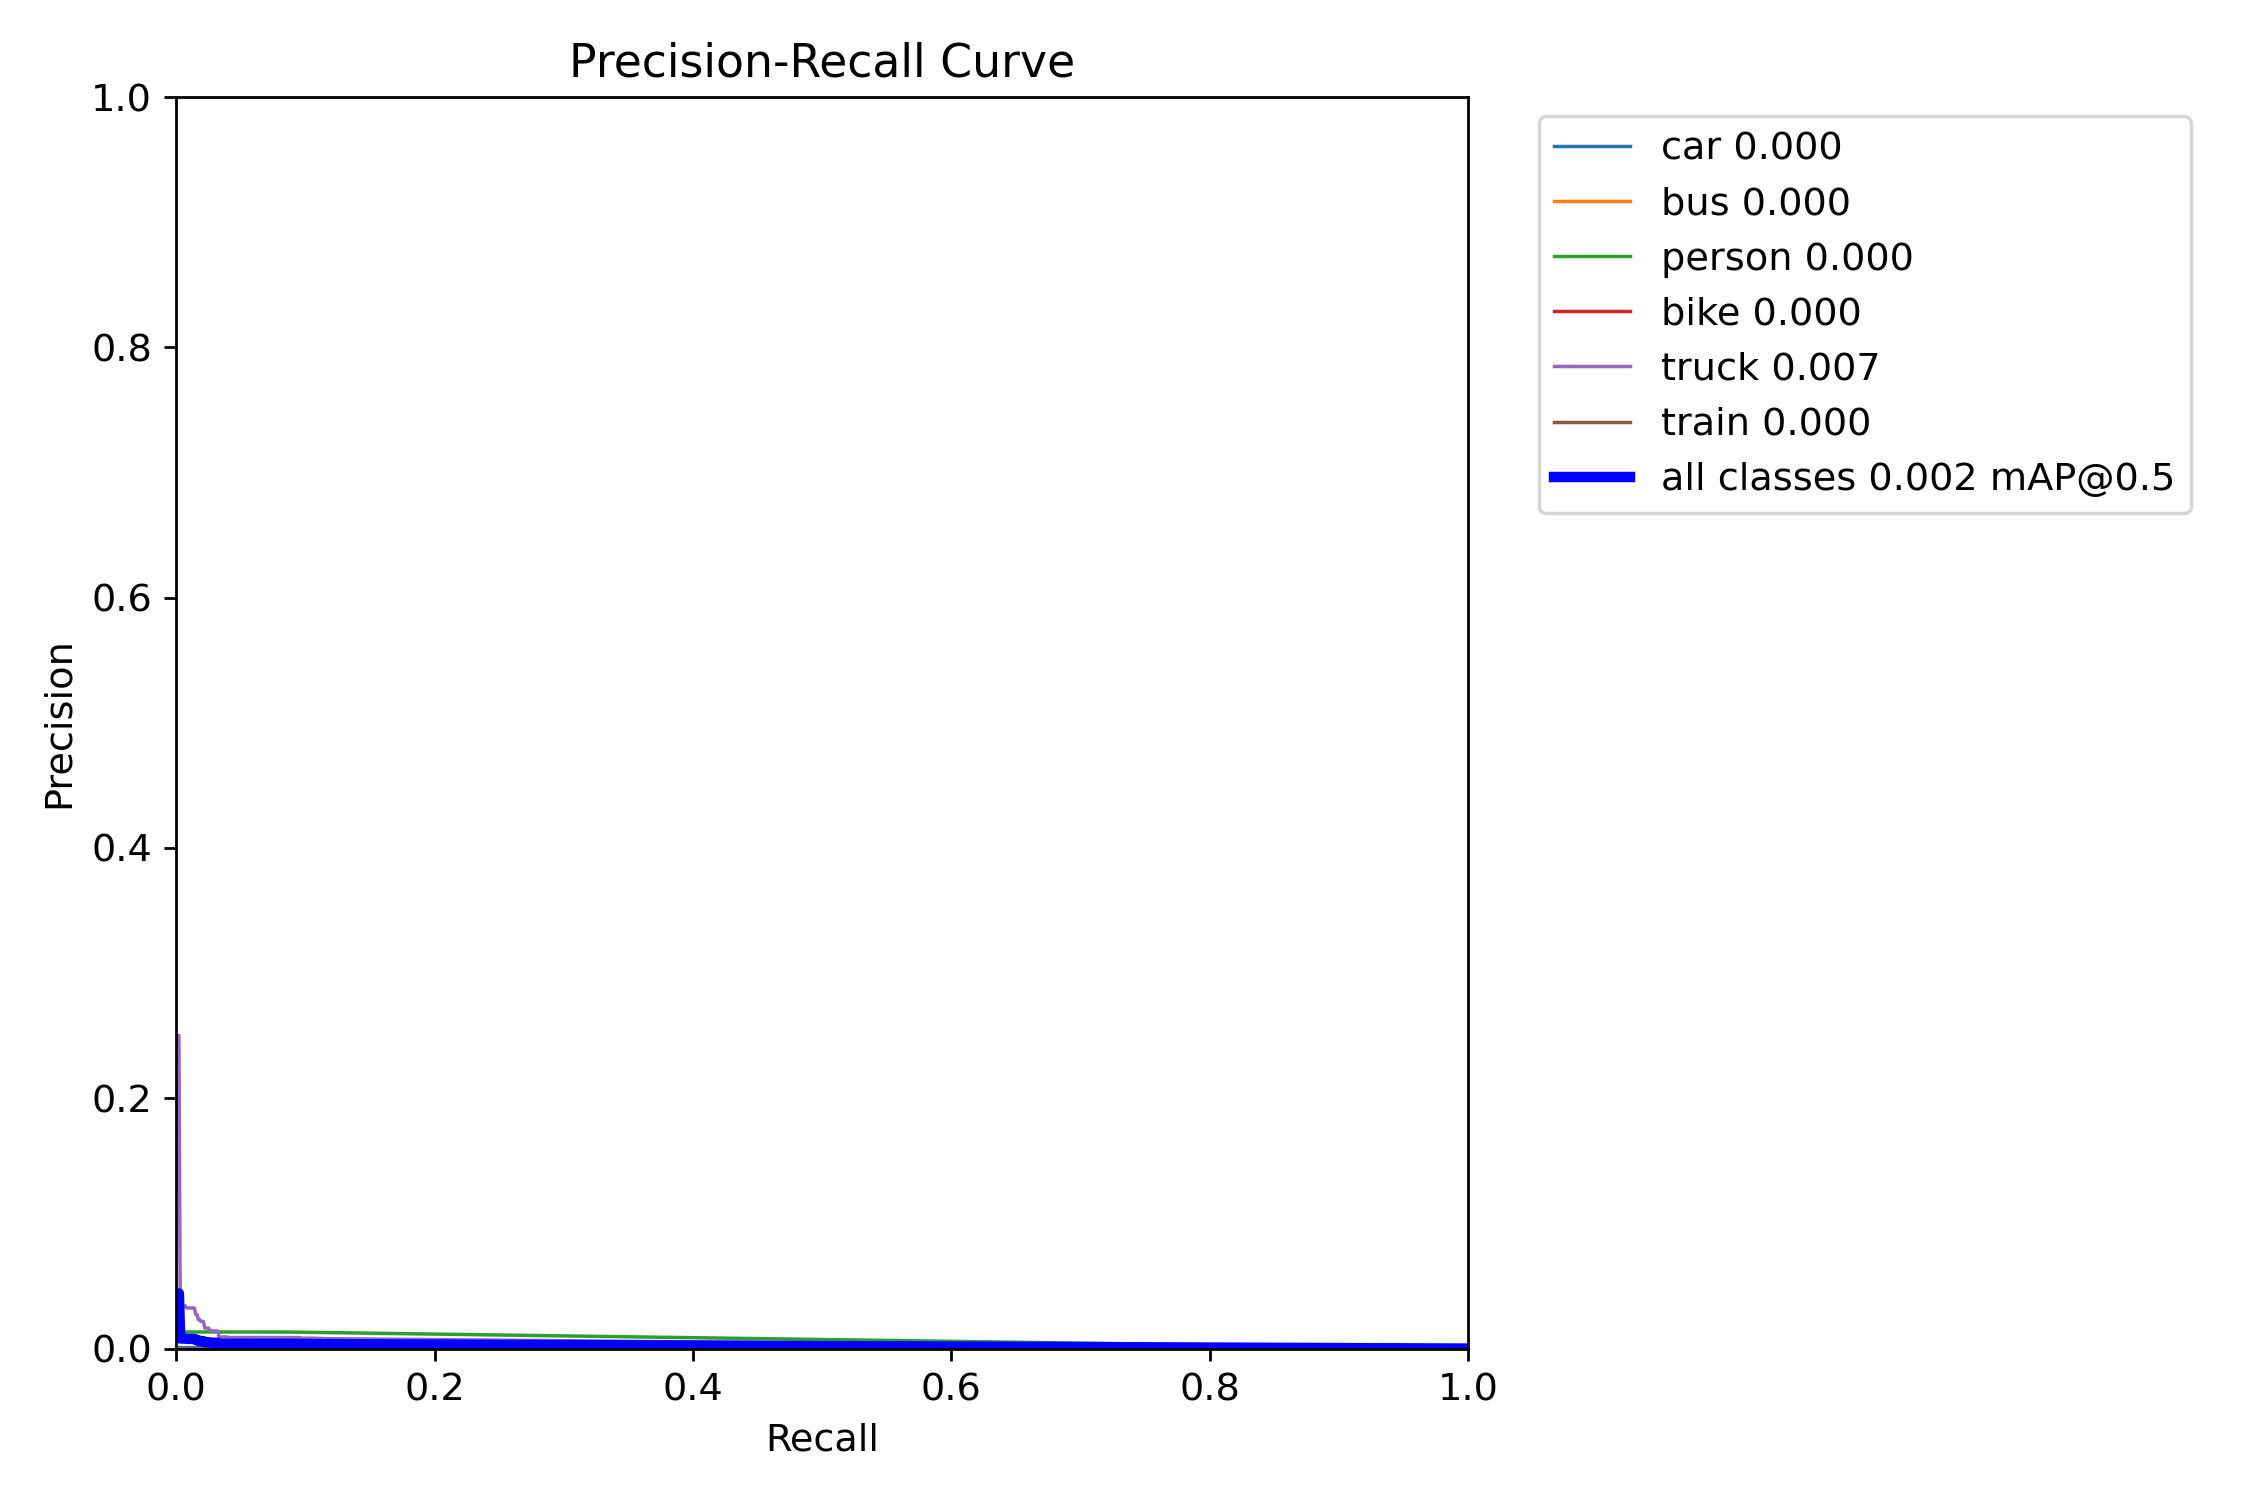 Precision-Recall Curve
1.0
0.8
0.6
0.4
0.2
0.0
Precision
0.0 0.2 0.4 0.6 0.8 1.0
Recall
car 0.000
bus 0.000
person 0.000
bike 0.000
truck 0.007
train 0.000
all classes 0.002 mAP@0.5